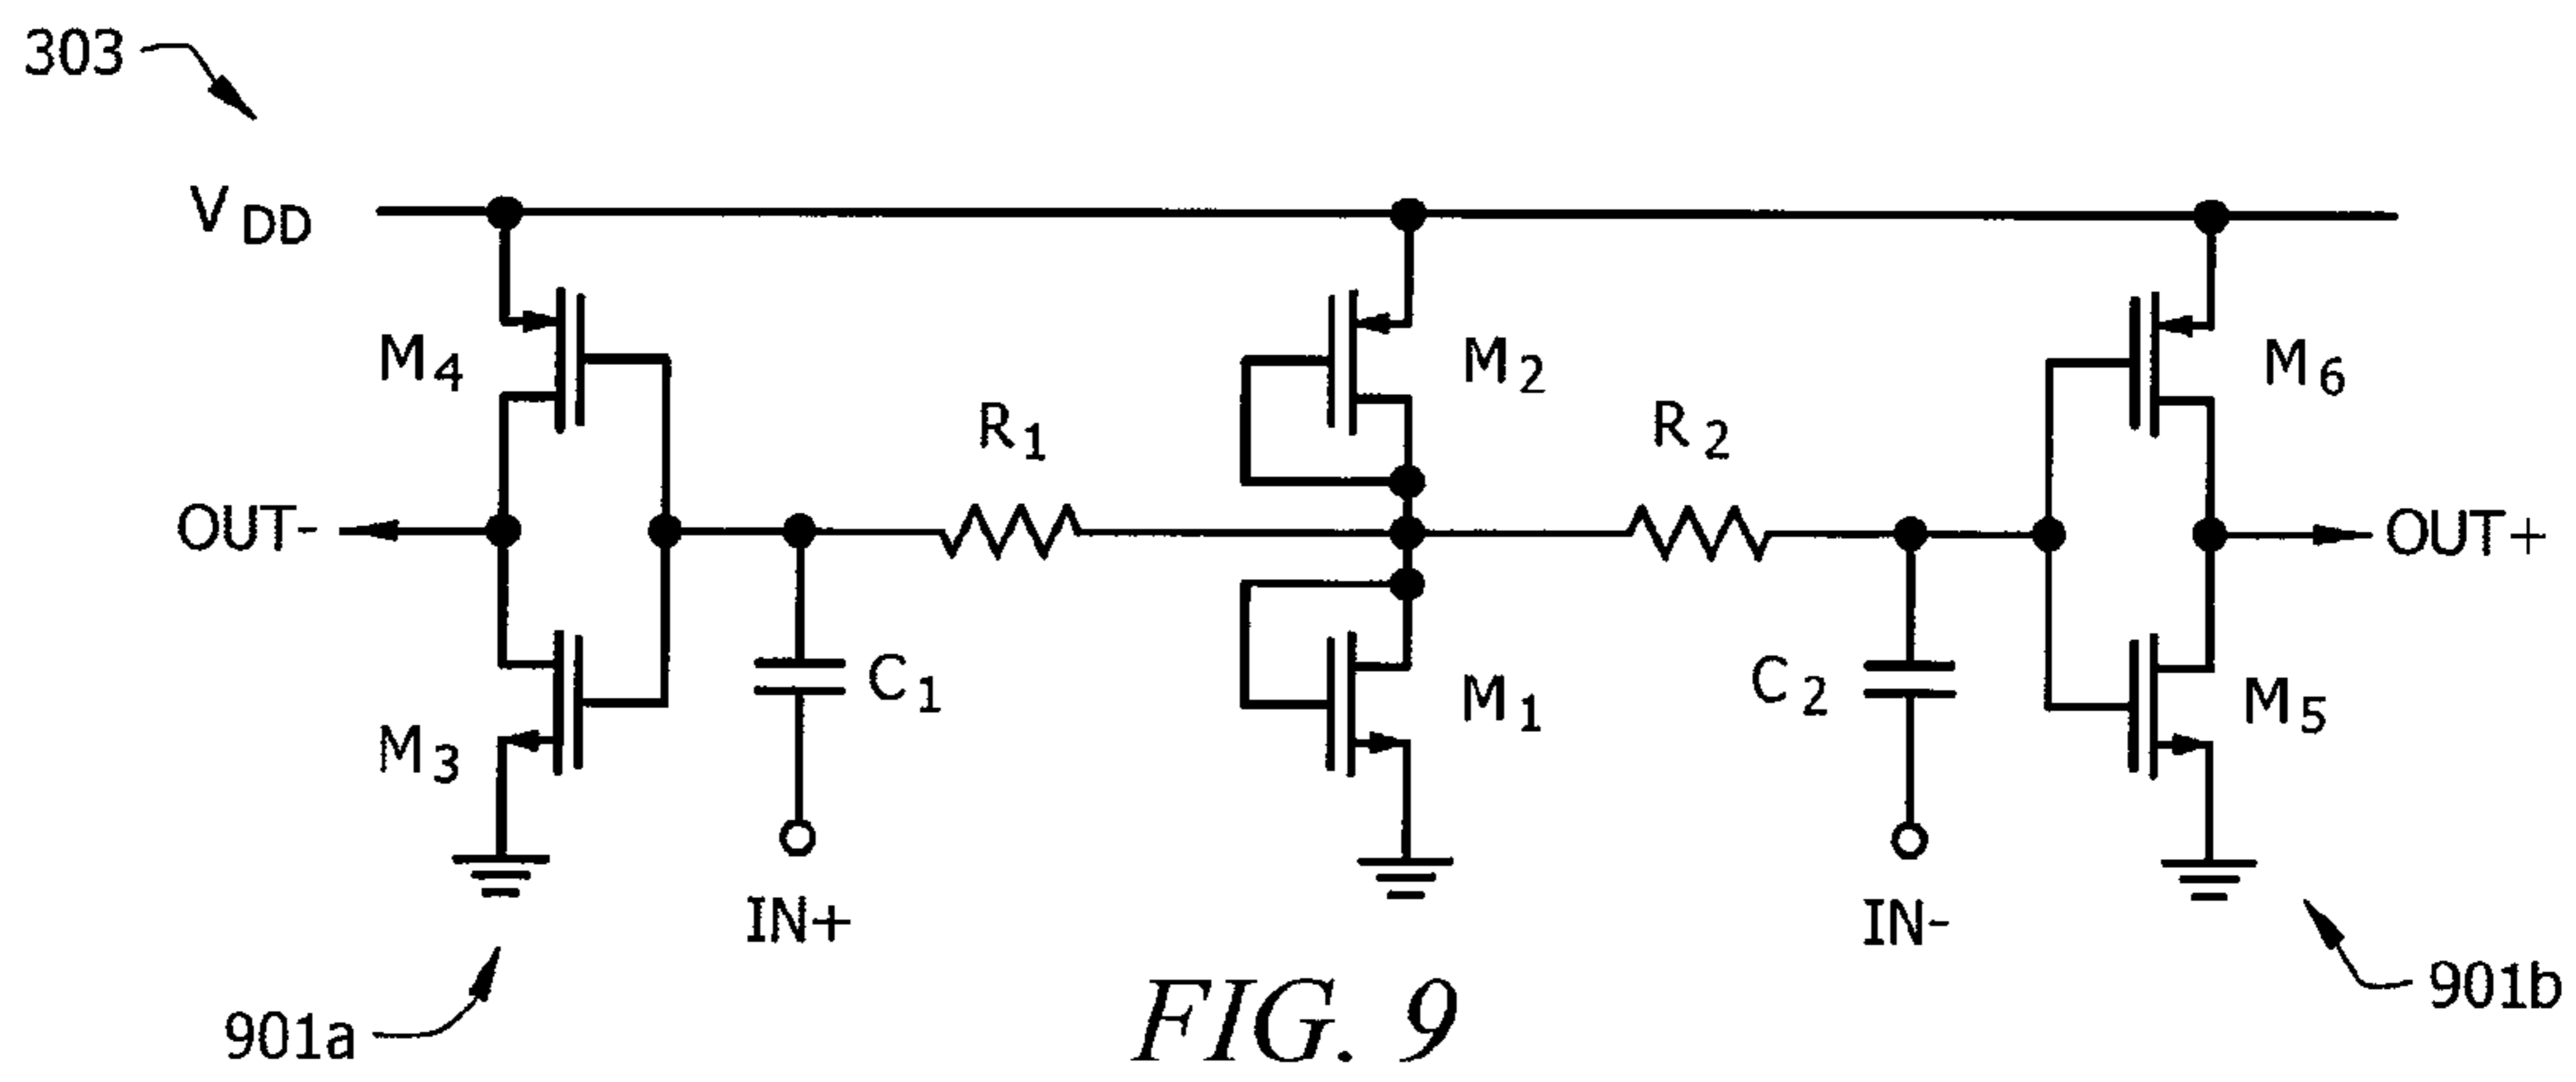 303
V DD
M4
M2
M6
R1
R2
OUT-
OUT+
C1
M1
C2
M5
M3
IN+
IN-
901a
901b
FIG. 9